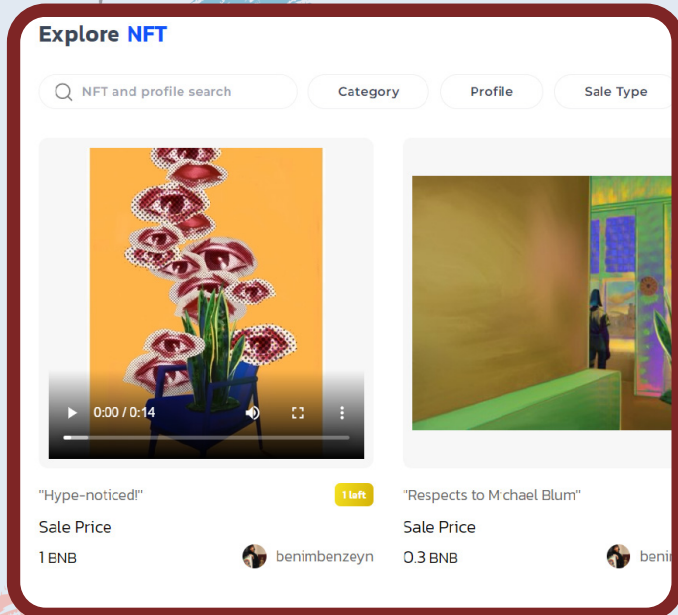 Explore NFT
NFT and profile search
Category
Profile
Sale Type
0:00 / 0:14
"Hype-noticed!"
1 left
Sale Price
1 BNB
benimbenzeyn
"Respects to Michael Blum"
Sale Price
0.3 BNB